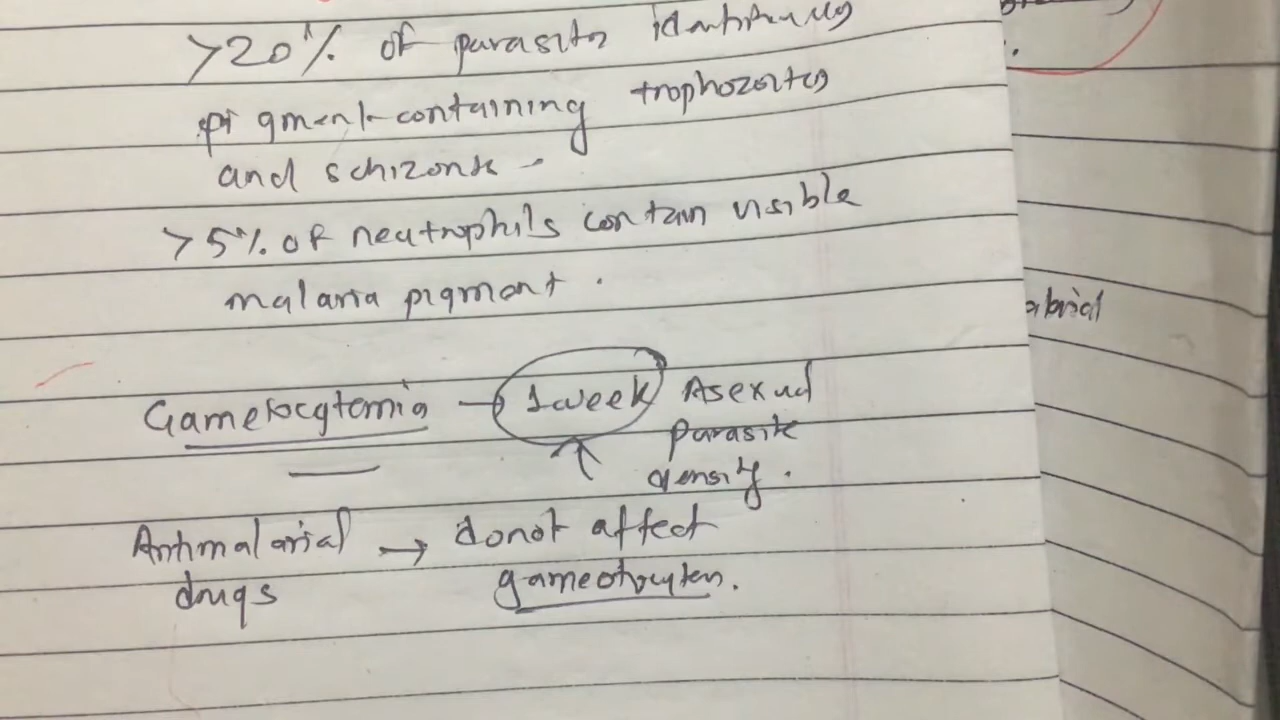 >20% of parasites identifying
pigment-containing trophozoites
and schizonts.
>5% of neutrophils contain visible
malaria pigment.
Gametocytemia → 1 week Asexual
parasite
density.
Antimalarial → donot affect
drugs gameotocytes.